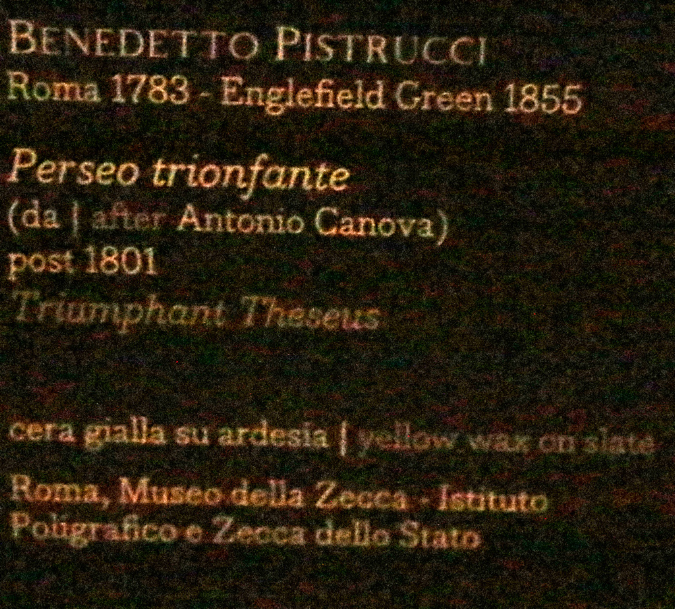 BENEDETTO PISTRUCCI
Roma 1783 - Englefield Green 1855
Perseo trionfante
(da | after Antonio Canova)
post 1801
Triumphant Theseus
cera gialla su ardesia | yellow wax on slate
Roma, Museo della Zecca - Istituto
Poligrafico e Zecca dello Stato